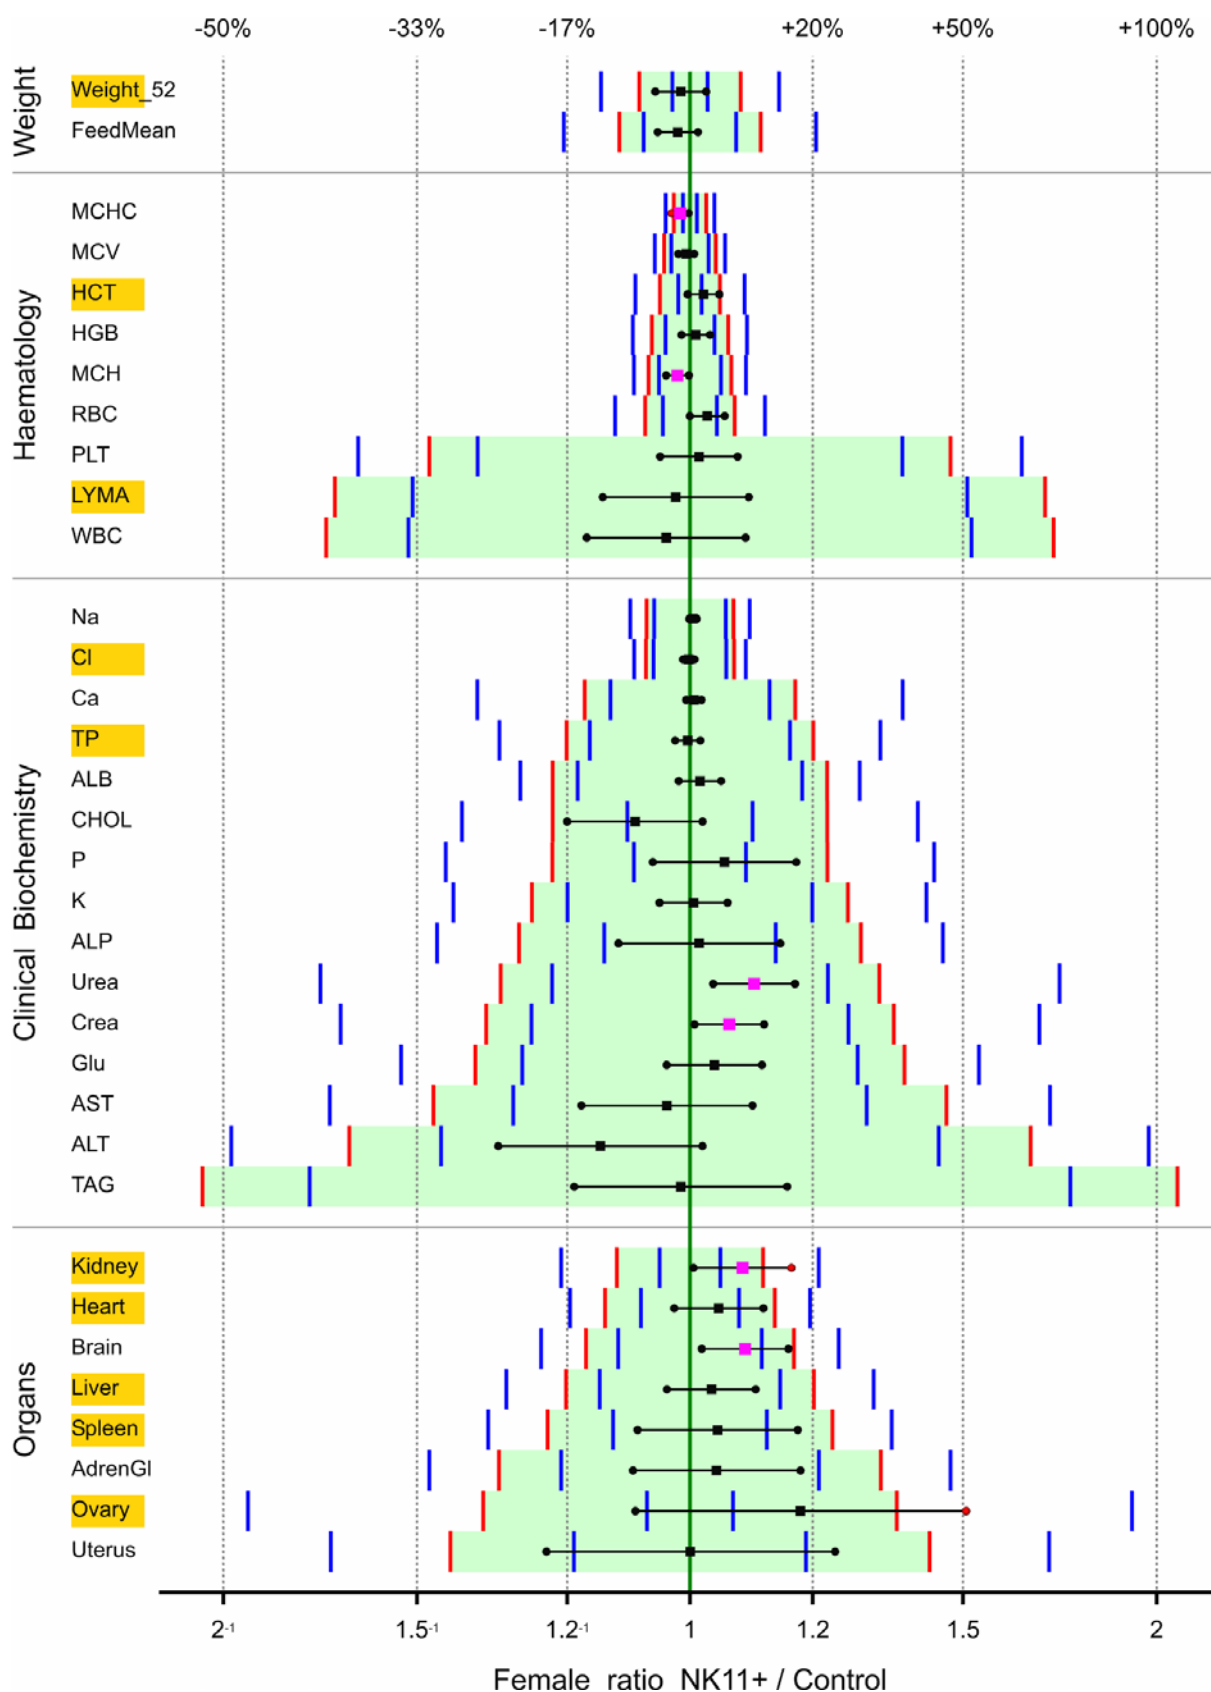 -50% -33% -17% +20% +50% +100%
Weight
Weight_52
FeedMean
Haematology
MCHC
MCV
HCT
HGB
MCH
RBC
PLT
LYMA
WBC
Clinical Biochemistry
Na
Cl
Ca
TP
ALB
CHOL
P
K
ALP
Urea
Crea
Glu
AST
ALT
TAG
Organs
Kidney
Heart
Brain
Liver
Spleen
AdrenGl
Ovary
Uterus
2⁻¹ 1.5⁻¹ 1.2⁻¹ 1 1.2 1.5 2
Female ratio NK11+ / Control